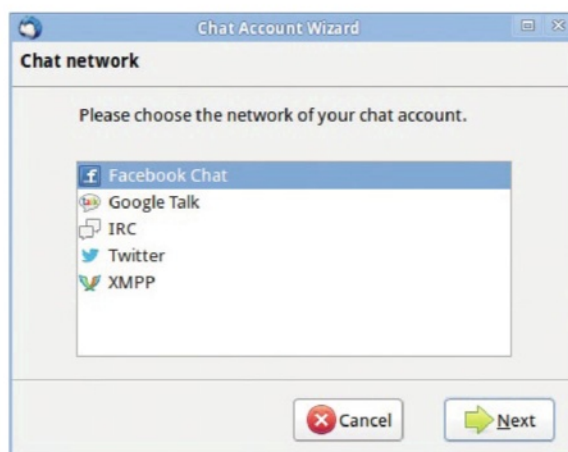 Chat Account Wizard
Chat network
Please choose the network of your chat account.
Facebook Chat
Google Talk
IRC
Twitter
XMPP
Cancel
Next